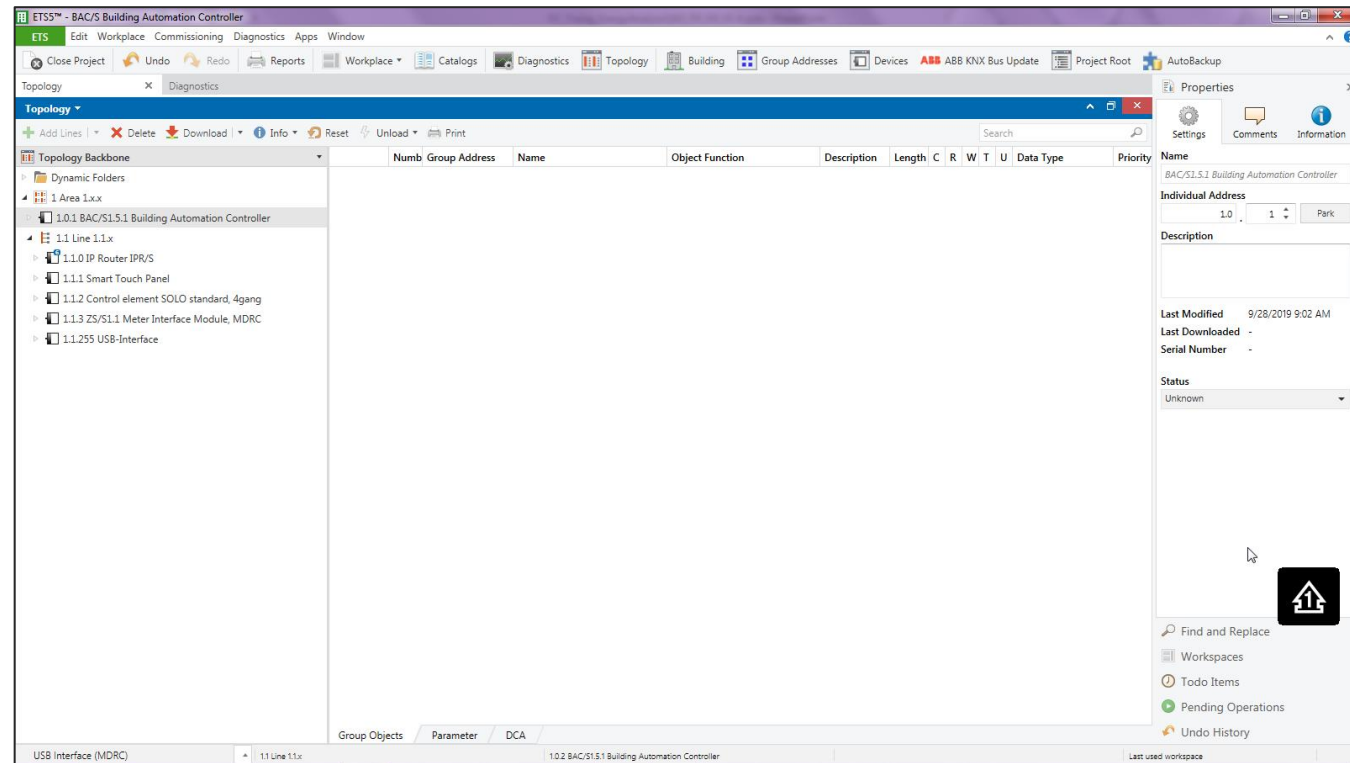 ETS5™ - BAC/S Building Automation Controller
ETS Edit Workplace Commissioning Diagnostics Apps Window
Close Project Undo Redo Reports Workplace Catalogs Diagnostics Topology Building Group Addresses Devices ABB ABB KNX Bus Update Project Root AutoBackup
Topology X Diagnostics
Topology
Add Lines Delete Download Info Reset Unload Print Search
Topology Backbone
Numb Group Address Name Object Function Description Length C R W T U Data Type Priority
Dynamic Folders
1 Area 1.x.x
1.0.1 BAC/S1.5.1 Building Automation Controller
1.1 Line 1.1.x
1.1.0 IP Router IPR/S
1.1.1 Smart Touch Panel
1.1.2 Control element SOLO standard, 4gang
1.1.3 ZS/S1.1 Meter Interface Module, MDRC
1.1.255 USB-Interface
Properties
Settings Comments Information
Name
BAC/S1.5.1 Building Automation Controller
Individual Address
1.0 . 1 Park
Description
Last Modified 9/28/2019 9:02 AM
Last Downloaded -
Serial Number -
Status
Unknown
1
Find and Replace
Workspaces
Todo Items
Pending Operations
Undo History
Group Objects Parameter DCA
USB Interface (MDRC) 1.1 Line 1.1.x 1.0.2 BAC/S1.5.1 Building Automation Controller Last used workspace